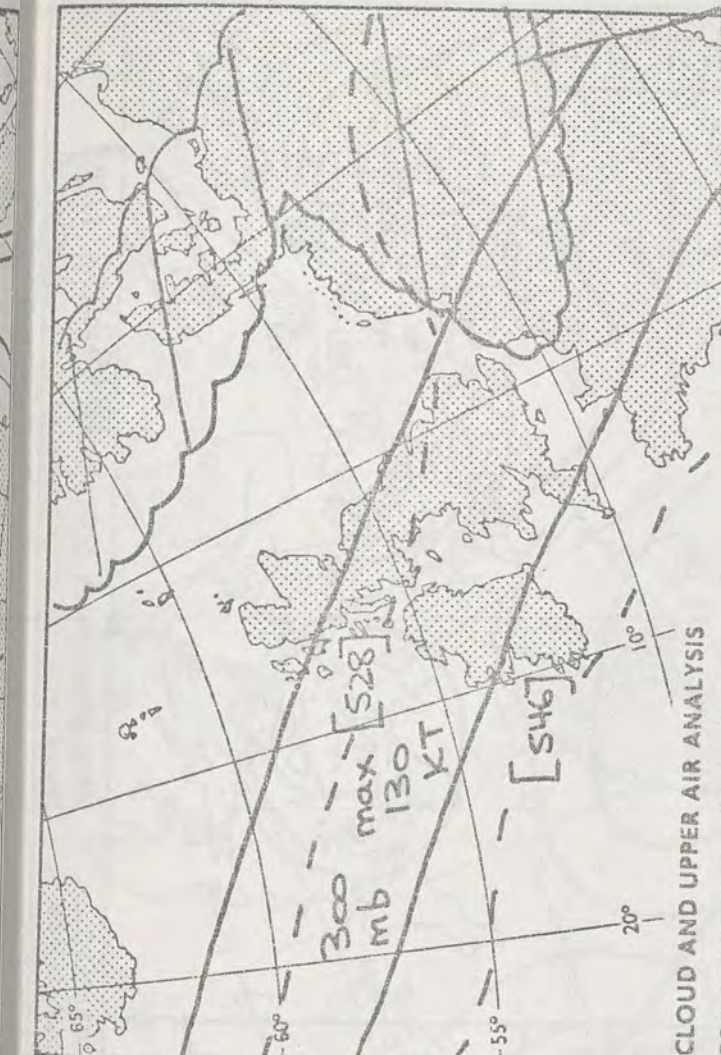 65°
60°
55°
300 max [528]
mb 130
KT
[546]
20°
10°
CLOUD AND UPPER AIR ANALYSIS